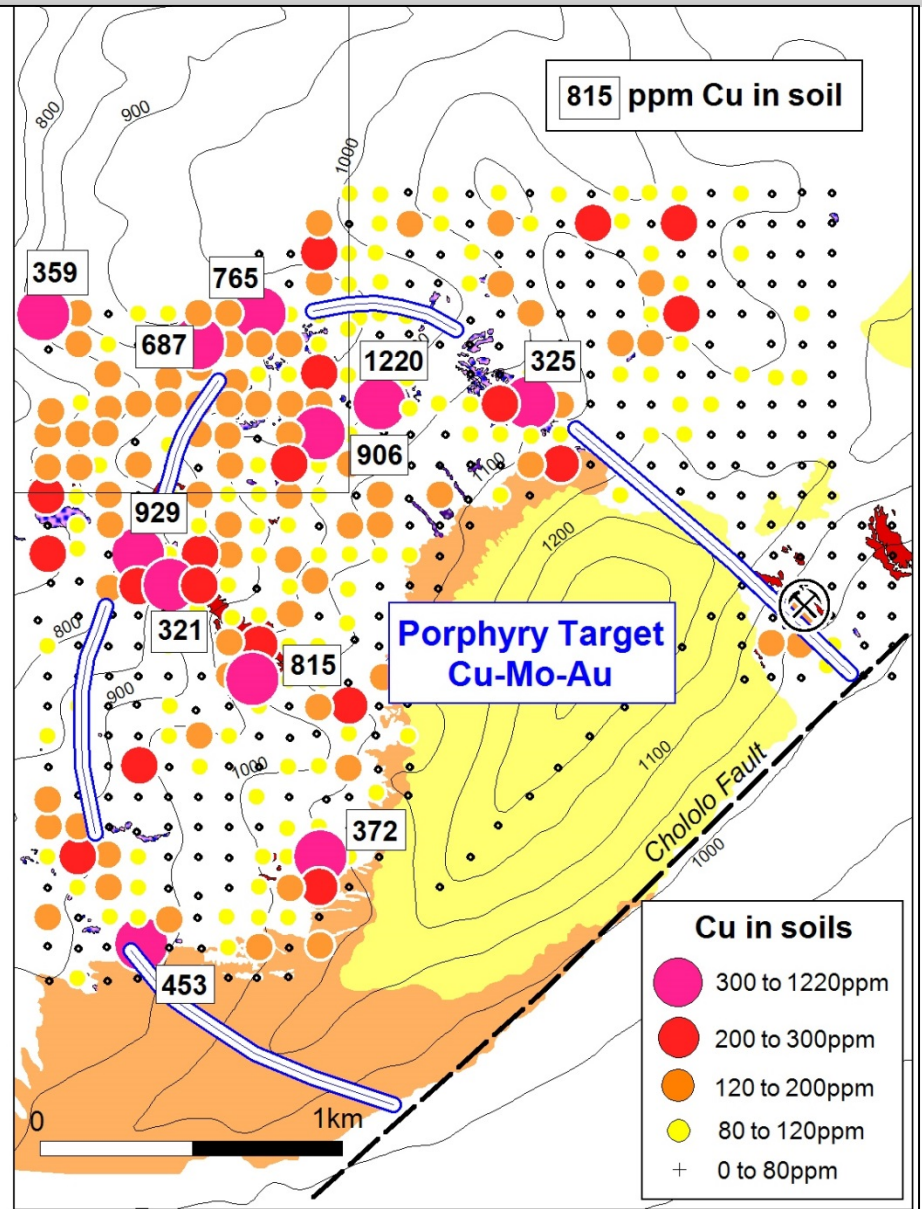 815 ppm Cu in soil
800
900
1000
359
765
687
1220
325
906
1100
929
1200
321
800
Porphyry Target
Cu-Mo-Au
815
900
1000
1100
Chololo Fault
1000
372
453
0
1km
Cu in soils
300 to 1220ppm
200 to 300ppm
120 to 200ppm
80 to 120ppm
0 to 80ppm